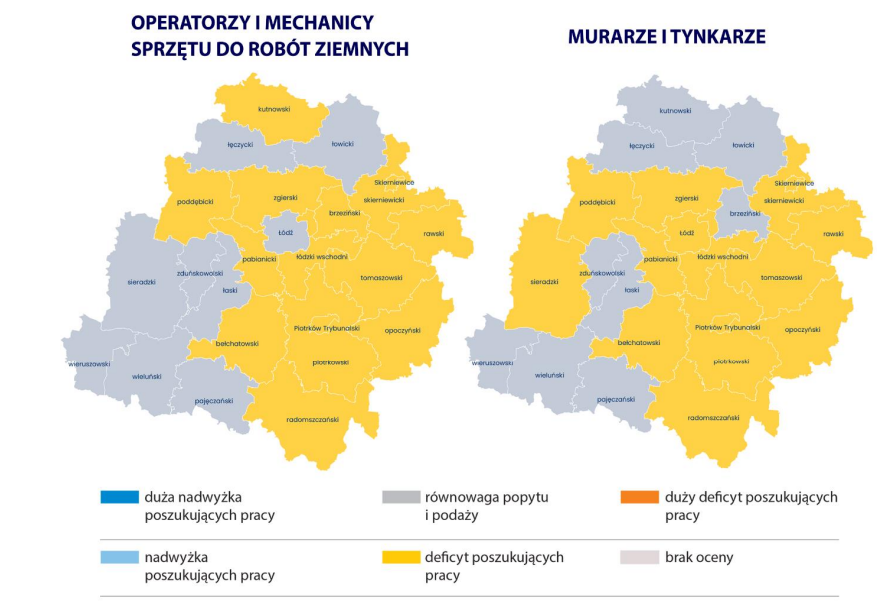 OPERATORZY I MECHANICY
SPRZĘTU DO ROBÓT ZIEMNYCH
MURARZE I TYNKARZE
kutnowski
łęczycki
łowicki
Skierniewice
poddębicki
zgierski
skierniewicki
brzeziński
Łódź
rawski
pabianicki
łódzki wschodni
sieradzki
zduńskowolski
tomaszowski
łaski
Piotrków Trybunalski
opoczyński
bełchatowski
piotrkowski
wieruszowski
wieluński
pajęczański
radomszczański
kutnowski
łęczycki
łowicki
Skierniewice
poddębicki
zgierski
skierniewicki
brzeziński
Łódź
rawski
pabianicki
łódzki wschodni
sieradzki
zduńskowolski
tomaszowski
łaski
Piotrków Trybunalski
opoczyński
bełchatowski
piotrkowski
wieruszowski
wieluński
pajęczański
radomszczański
duża nadwyżka
poszukujących pracy
równowaga popytu
i podaży
duży deficyt poszukujących
pracy
nadwyżka
poszukujących pracy
deficyt poszukujących
pracy
brak oceny